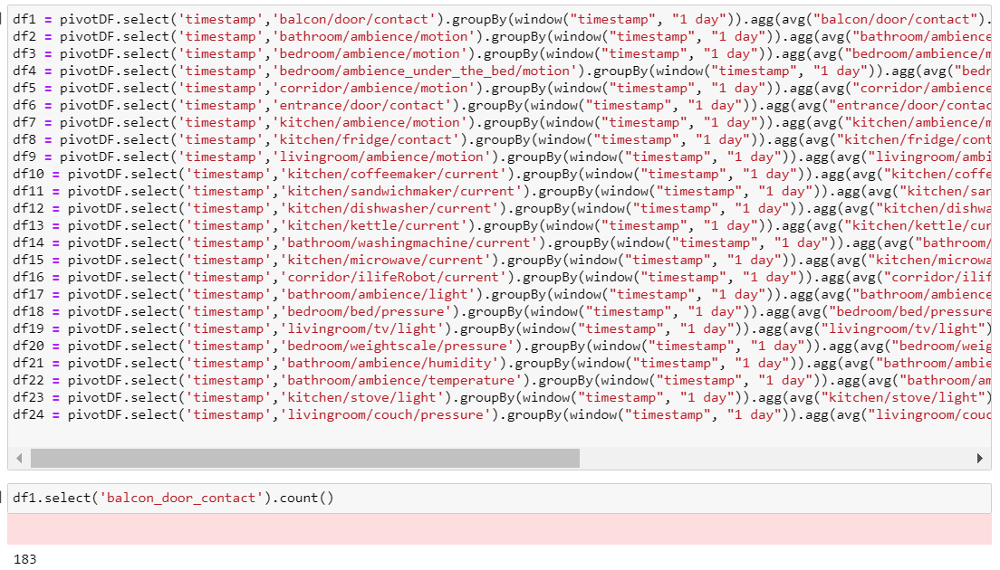 df1 = pivotDF.select('timestamp','balcon/door/contact').groupBy(window("timestamp", "1 day")).agg(avg("balcon/door/contact").
df2 = pivotDF.select('timestamp','bathroom/ambience/motion').groupBy(window("timestamp", "1 day")).agg(avg("bathroom/ambience
df3 = pivotDF.select('timestamp','bedroom/ambience/motion').groupBy(window("timestamp", "1 day")).agg(avg("bedroom/ambience/m
df4 = pivotDF.select('timestamp','bedroom/ambience_under_the_bed/motion').groupBy(window("timestamp", "1 day")).agg(avg("bedr
df5 = pivotDF.select('timestamp','corridor/ambience/motion').groupBy(window("timestamp", "1 day")).agg(avg("corridor/ambience
df6 = pivotDF.select('timestamp','entrance/door/contact').groupBy(window("timestamp", "1 day")).agg(avg("entrance/door/contac
df7 = pivotDF.select('timestamp','kitchen/ambience/motion').groupBy(window("timestamp", "1 day")).agg(avg("kitchen/ambience/m
df8 = pivotDF.select('timestamp','kitchen/fridge/contact').groupBy(window("timestamp", "1 day")).agg(avg("kitchen/fridge/cont
df9 = pivotDF.select('timestamp','livingroom/ambience/motion').groupBy(window("timestamp", "1 day")).agg(avg("livingroom/ambi
df10 = pivotDF.select('timestamp','kitchen/coffeemaker/current').groupBy(window("timestamp", "1 day")).agg(avg("kitchen/coffe
df11 = pivotDF.select('timestamp','kitchen/sandwichmaker/current').groupBy(window("timestamp", "1 day")).agg(avg("kitchen/san
df12 = pivotDF.select('timestamp','kitchen/dishwasher/current').groupBy(window("timestamp", "1 day")).agg(avg("kitchen/dishwa
df13 = pivotDF.select('timestamp','kitchen/kettle/current').groupBy(window("timestamp", "1 day")).agg(avg("kitchen/kettle/cur
df14 = pivotDF.select('timestamp','bathroom/washingmachine/current').groupBy(window("timestamp", "1 day")).agg(avg("bathroom/
df15 = pivotDF.select('timestamp','kitchen/microwave/current').groupBy(window("timestamp", "1 day")).agg(avg("kitchen/microwa
df16 = pivotDF.select('timestamp','corridor/ilifeRobot/current').groupBy(window("timestamp", "1 day")).agg(avg("corridor/ilif
df17 = pivotDF.select('timestamp','bathroom/ambience/light').groupBy(window("timestamp", "1 day")).agg(avg("bathroom/ambience
df18 = pivotDF.select('timestamp','bedroom/bed/pressure').groupBy(window("timestamp", "1 day")).agg(avg("bedroom/bed/pressure
df19 = pivotDF.select('timestamp','livingroom/tv/light').groupBy(window("timestamp", "1 day")).agg(avg("livingroom/tv/light")
df20 = pivotDF.select('timestamp','bedroom/weightscale/pressure').groupBy(window("timestamp", "1 day")).agg(avg("bedroom/weig
df21 = pivotDF.select('timestamp','bathroom/ambience/humidity').groupBy(window("timestamp", "1 day")).agg(avg("bathroom/ambie
df22 = pivotDF.select('timestamp','bathroom/ambience/temperature').groupBy(window("timestamp", "1 day")).agg(avg("bathroom/am
df23 = pivotDF.select('timestamp','kitchen/stove/light').groupBy(window("timestamp", "1 day")).agg(avg("kitchen/stove/light")
df24 = pivotDF.select('timestamp','livingroom/couch/pressure').groupBy(window("timestamp", "1 day")).agg(avg("livingroom/couc
df1.select('balcon_door_contact').count()
183